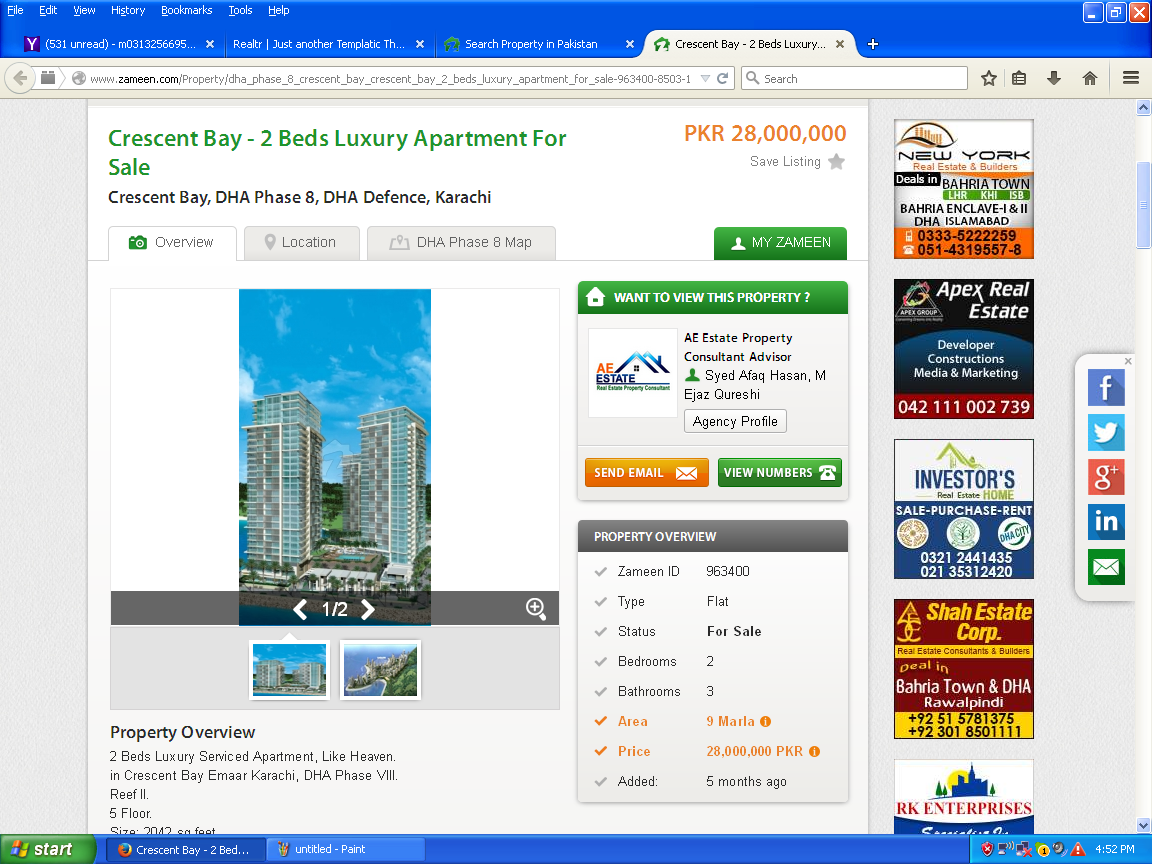 File Edit View History Bookmarks Tools Help
(531 unread) - m0313256695...
Realtr | Just another Templatic Th...
Search Property in Pakistan
Crescent Bay - 2 Beds Luxury...
www.zameen.com/Property/dha_phase_8_crescent_bay_crescent_bay_2_beds_luxury_apartment_for_sale-963400-8503-1
Search
Crescent Bay - 2 Beds Luxury Apartment For
Sale
PKR 28,000,000
Save Listing
Crescent Bay, DHA Phase 8, DHA Defence, Karachi
Overview
Location
DHA Phase 8 Map
MY ZAMEEN
1/2
WANT TO VIEW THIS PROPERTY ?
AE
ESTATE
Real Estate Property Consultant
AE Estate Property
Consultant Advisor
Syed Afaq Hasan, M
Ejaz Qureshi
Agency Profile
SEND EMAIL
VIEW NUMBERS
PROPERTY OVERVIEW
Zameen ID 963400
Type Flat
Status For Sale
Bedrooms 2
Bathrooms 3
Area 9 Marla
Price 28,000,000 PKR
Added: 5 months ago
Property Overview
2 Beds Luxury Serviced Apartment, Like Heaven.
in Crescent Bay Emaar Karachi, DHA Phase VIII.
Reef II.
5 Floor.
Size: 2042 sq feet
NEW YORK
Real Estate & Builders
Deals in BAHRIA TOWN
LHR KHI ISB
BAHRIA ENCLAVE-I & II
DHA ISLAMABAD
0333-5222259
051-4319557-8
Apex Real
Estate
APEX GROUP
Developer
Constructions
Media & Marketing
042 111 002 739
INVESTOR'S
Real Estate HOME
SALE-PURCHASE-RENT
DHA CITY
0321 2441435
021 35312420
Shah Estate
Corp.
Real Estate Consultants & Builders
Deal in
Bahria Town & DHA
Rawalpindi
+92 51 5781375
+92 301 8501111
RK ENTERPRISES
Specialist In
f
g+
in
start
Crescent Bay - 2 Bed...
untitled - Paint
4:52 PM